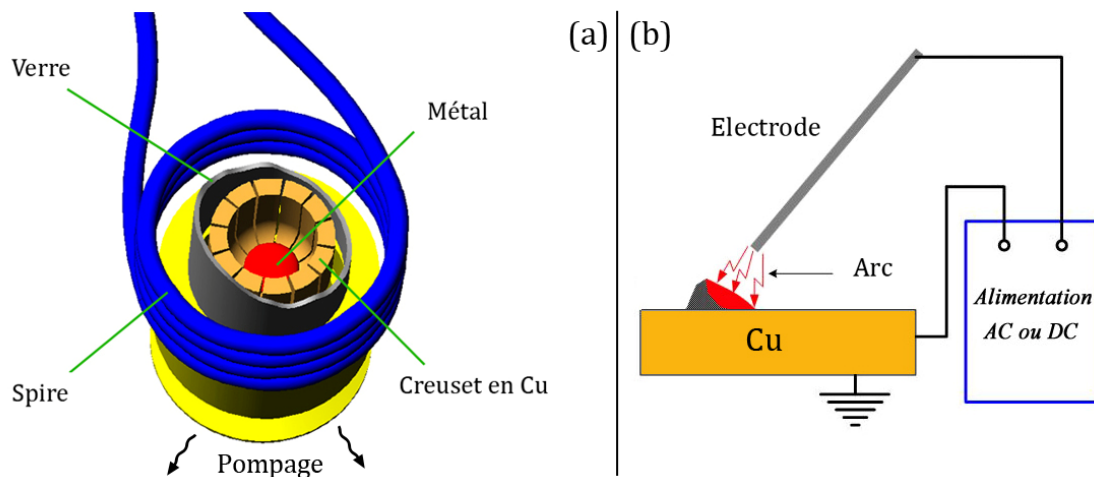 (a)
(b)
Verre
Métal
Spire
Creuset en Cu
Pompage
Electrode
Arc
Cu
Alimentation
AC ou DC